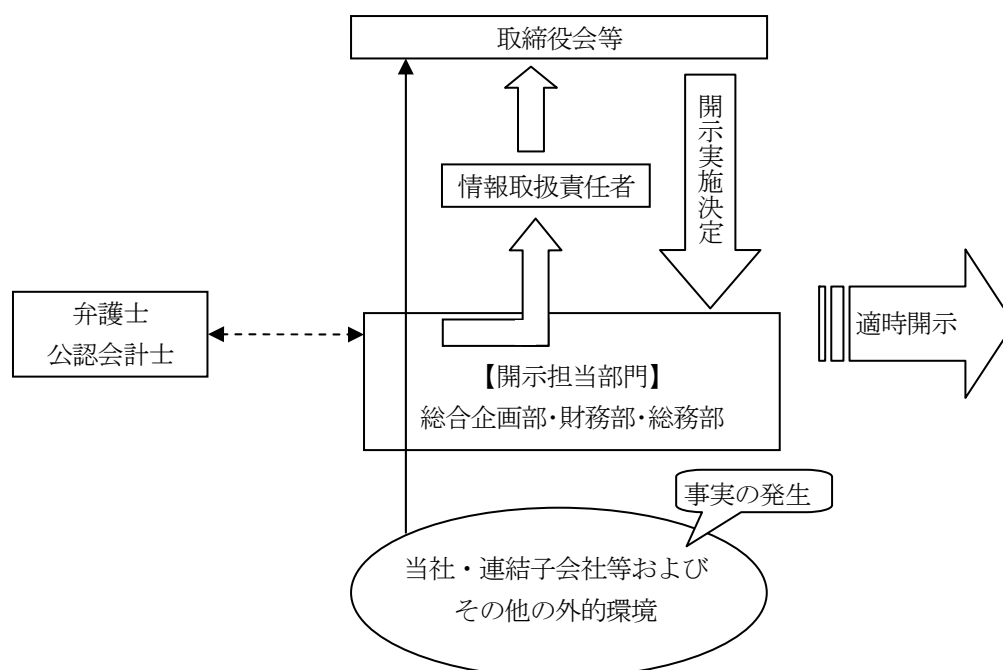 取締役会等
開示実施決定
情報取扱責任者
弁護士
公認会計士
適時開示
【開示担当部門】
総合企画部・財務部・総務部
事実の発生
当社・連結子会社等および
その他の外的環境